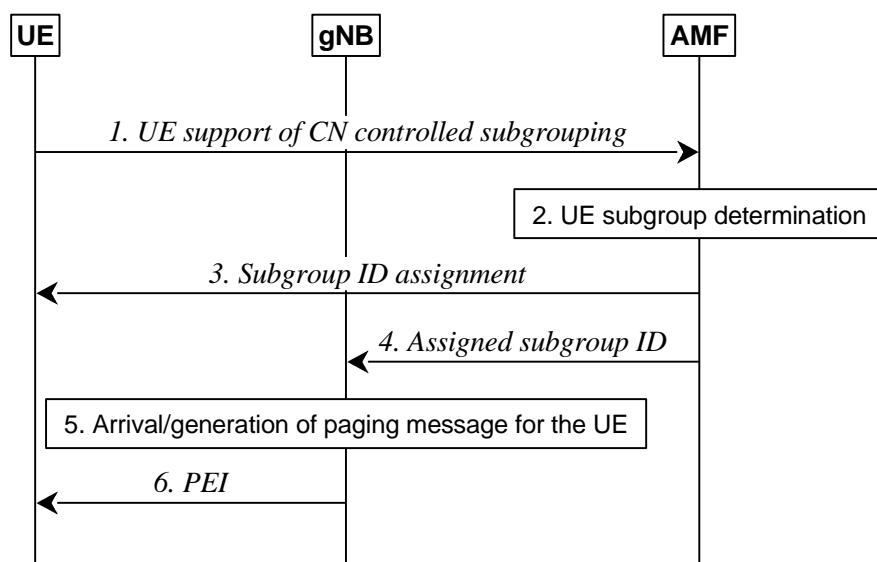 UE
gNB
AMF
1. UE support of CN controlled subgrouping
2. UE subgroup determination
3. Subgroup ID assignment
4. Assigned subgroup ID
5. Arrival/generation of paging message for the UE
6. PEI